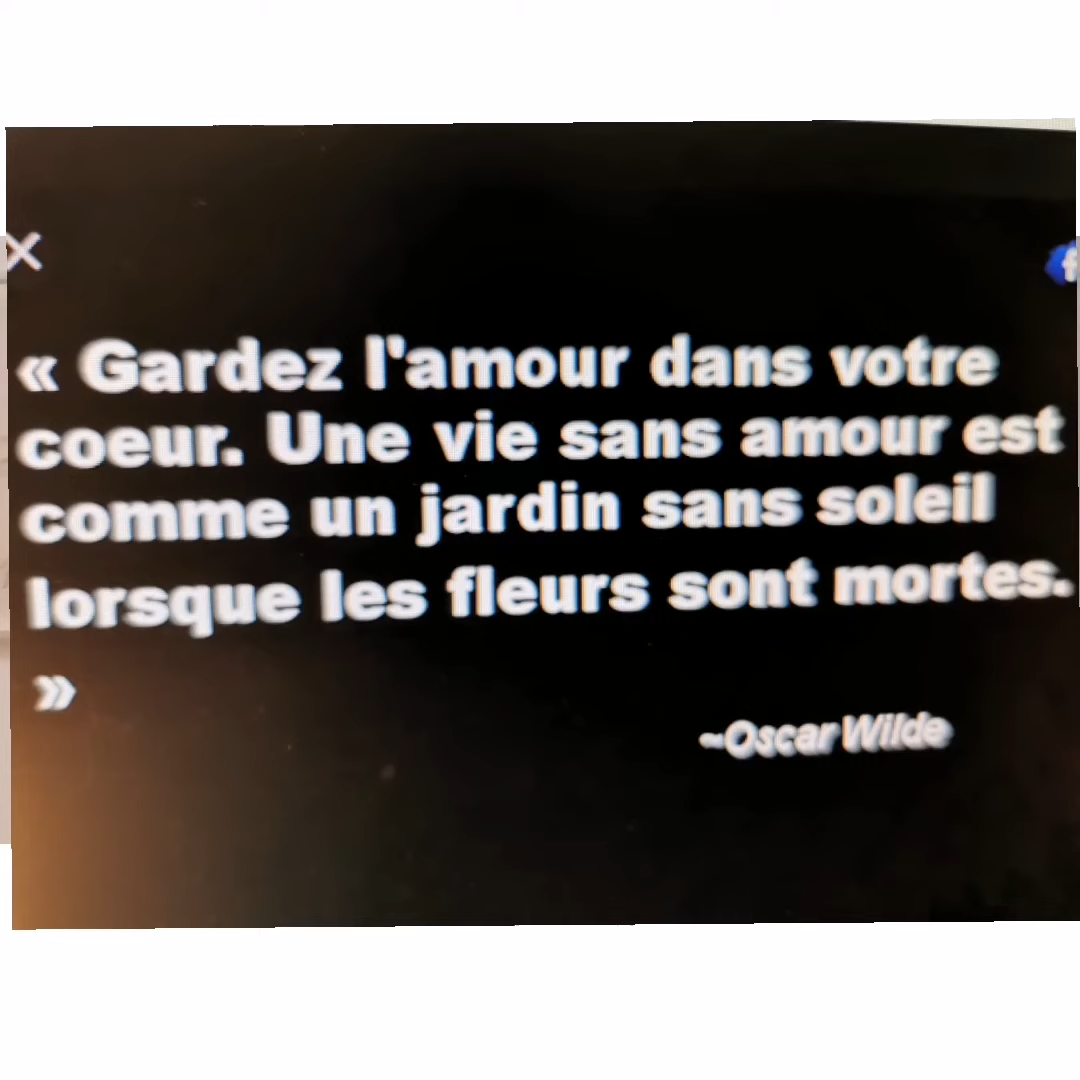 « Gardez l'amour dans votre
coeur. Une vie sans amour est
comme un jardin sans soleil
lorsque les fleurs sont mortes.
»
~Oscar Wilde